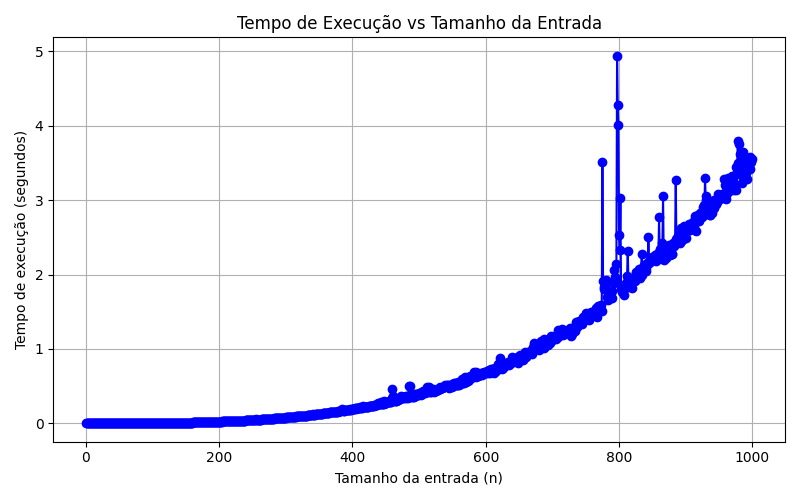 Tempo de Execução vs Tamanho da Entrada
5
4
3
2
1
0
Tempo de execução (segundos)
0 200 400 600 800 1000
Tamanho da entrada (n)